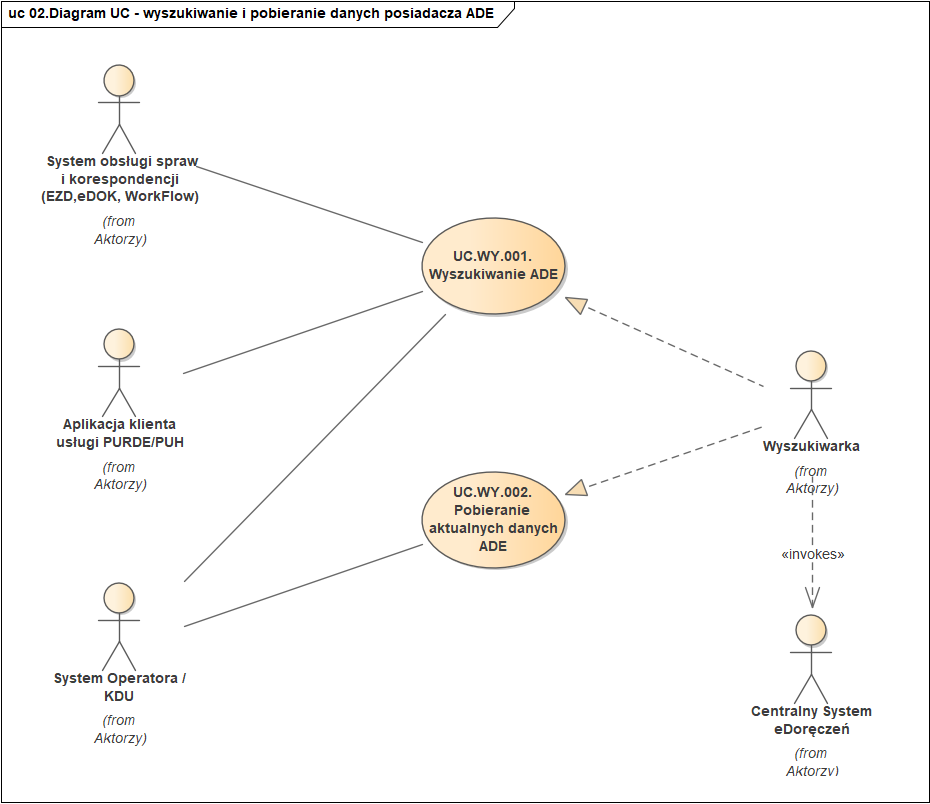 uc 02.Diagram UC - wyszukiwanie i pobieranie danych posiadacza ADE
System obsługi spraw
i korespondencji
(EZD,eDOK, WorkFlow)
(from
Aktorzy)
UC.WY.001.
Wyszukiwanie ADE
Aplikacja klienta
usługi PURDE/PUH
(from
Aktorzy)
Wyszukiwarka
(from
Aktorzy)
UC.WY.002.
Pobieranie
aktualnych danych
ADE
«invokes»
System Operatora /
KDU
(from
Aktorzy)
Centralny System
eDoręczeń
(from
Aktorzy)